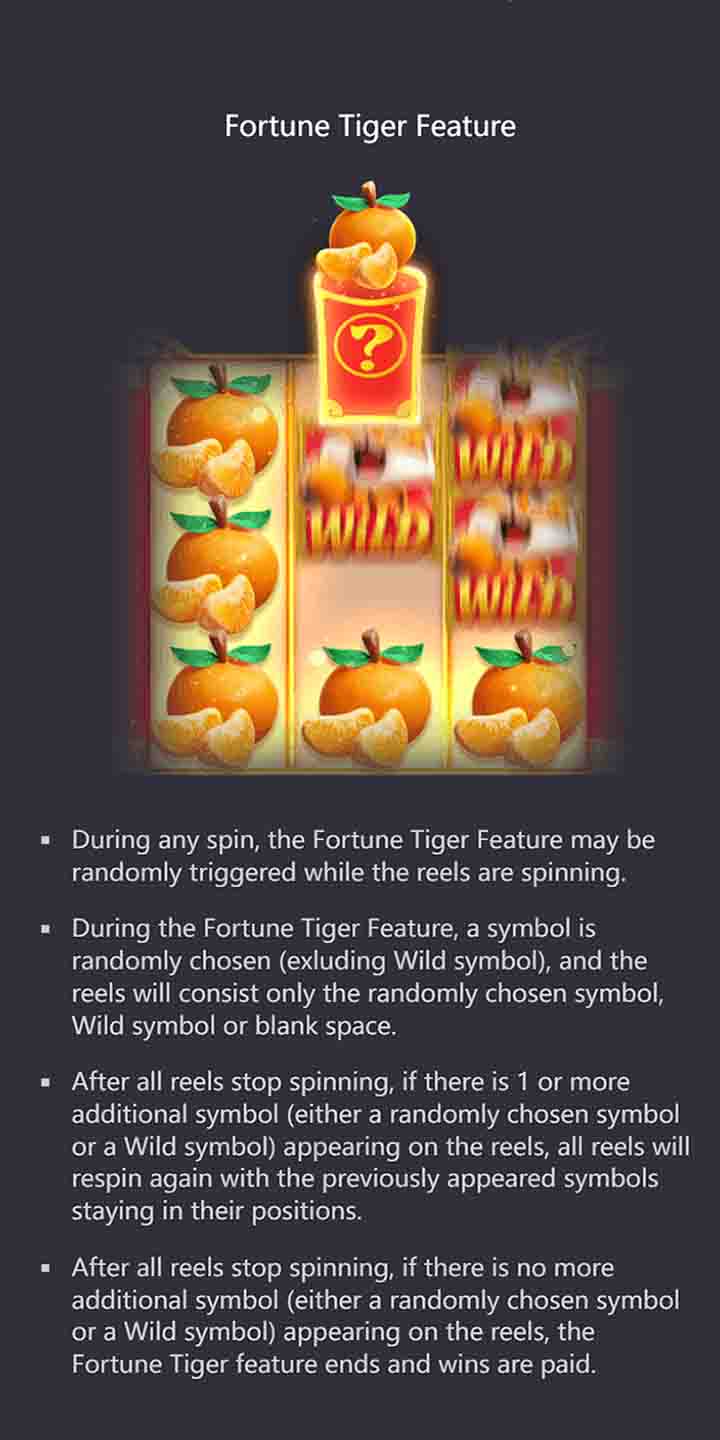 Fortune Tiger Feature
?
WILD
WILD
WILD
▪ During any spin, the Fortune Tiger Feature may be
randomly triggered while the reels are spinning.
▪ During the Fortune Tiger Feature, a symbol is
randomly chosen (exluding Wild symbol), and the
reels will consist only the randomly chosen symbol,
Wild symbol or blank space.
▪ After all reels stop spinning, if there is 1 or more
additional symbol (either a randomly chosen symbol
or a Wild symbol) appearing on the reels, all reels will
respin again with the previously appeared symbols
staying in their positions.
▪ After all reels stop spinning, if there is no more
additional symbol (either a randomly chosen symbol
or a Wild symbol) appearing on the reels, the
Fortune Tiger feature ends and wins are paid.